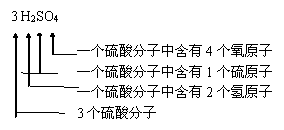 3H₂SO₄
一个硫酸分子中含有 4 个氧原子
一个硫酸分子中含有 1 个硫原子
一个硫酸分子中含有 2 个氢原子
3 个硫酸分子